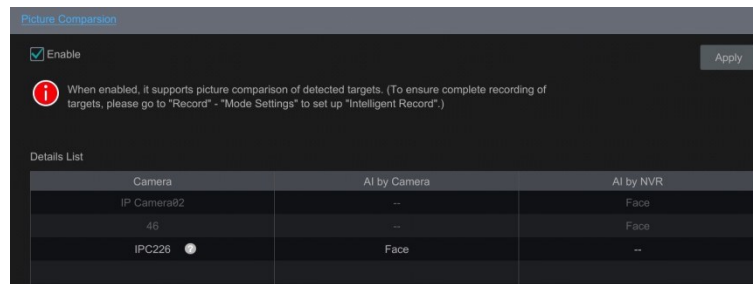 Picture Comparsion
Enable
Apply
When enabled, it supports picture comparison of detected targets. (To ensure complete recording of
targets, please go to "Record" - "Mode Settings" to set up "Intelligent Record".)
Details List
Camera AI by Camera AI by NVR
IP Camera02 -- Face
46 -- Face
IPC226 ? Face --